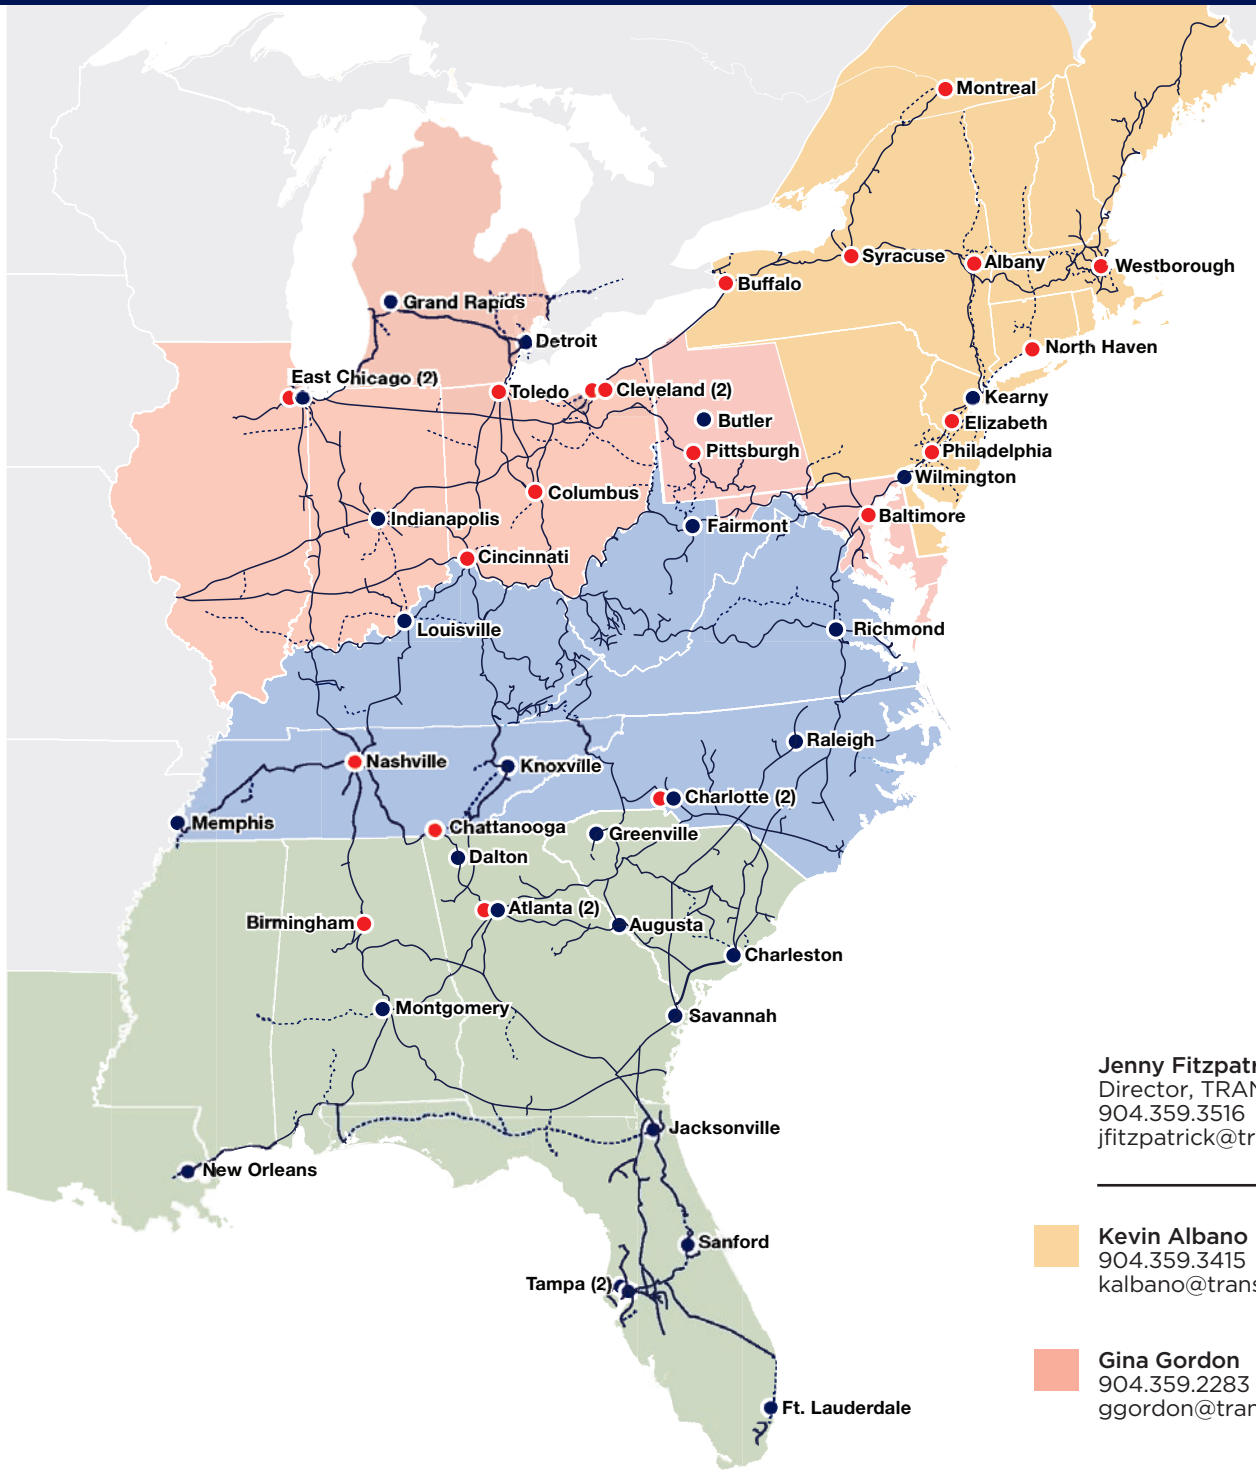 Montreal
Syracuse
Albany
Westborough
Buffalo
Grand Rapids
Detroit
North Haven
East Chicago (2)
Toledo
Cleveland (2)
Kearny
Butler
Elizabeth
Pittsburgh
Philadelphia
Wilmington
Columbus
Indianapolis
Fairmont
Baltimore
Cincinnati
Louisville
Richmond
Raleigh
Nashville
Knoxville
Charlotte (2)
Memphis
Chattanooga
Greenville
Dalton
Atlanta (2)
Birmingham
Augusta
Charleston
Montgomery
Savannah
Jacksonville
New Orleans
Sanford
Tampa (2)
Ft. Lauderdale
Jenny Fitzpatr
Director, TRAN
904.359.3516
jfitzpatrick@tr
Kevin Albano
904.359.3415
kalbano@trans
Gina Gordon
904.359.2283
ggordon@tran